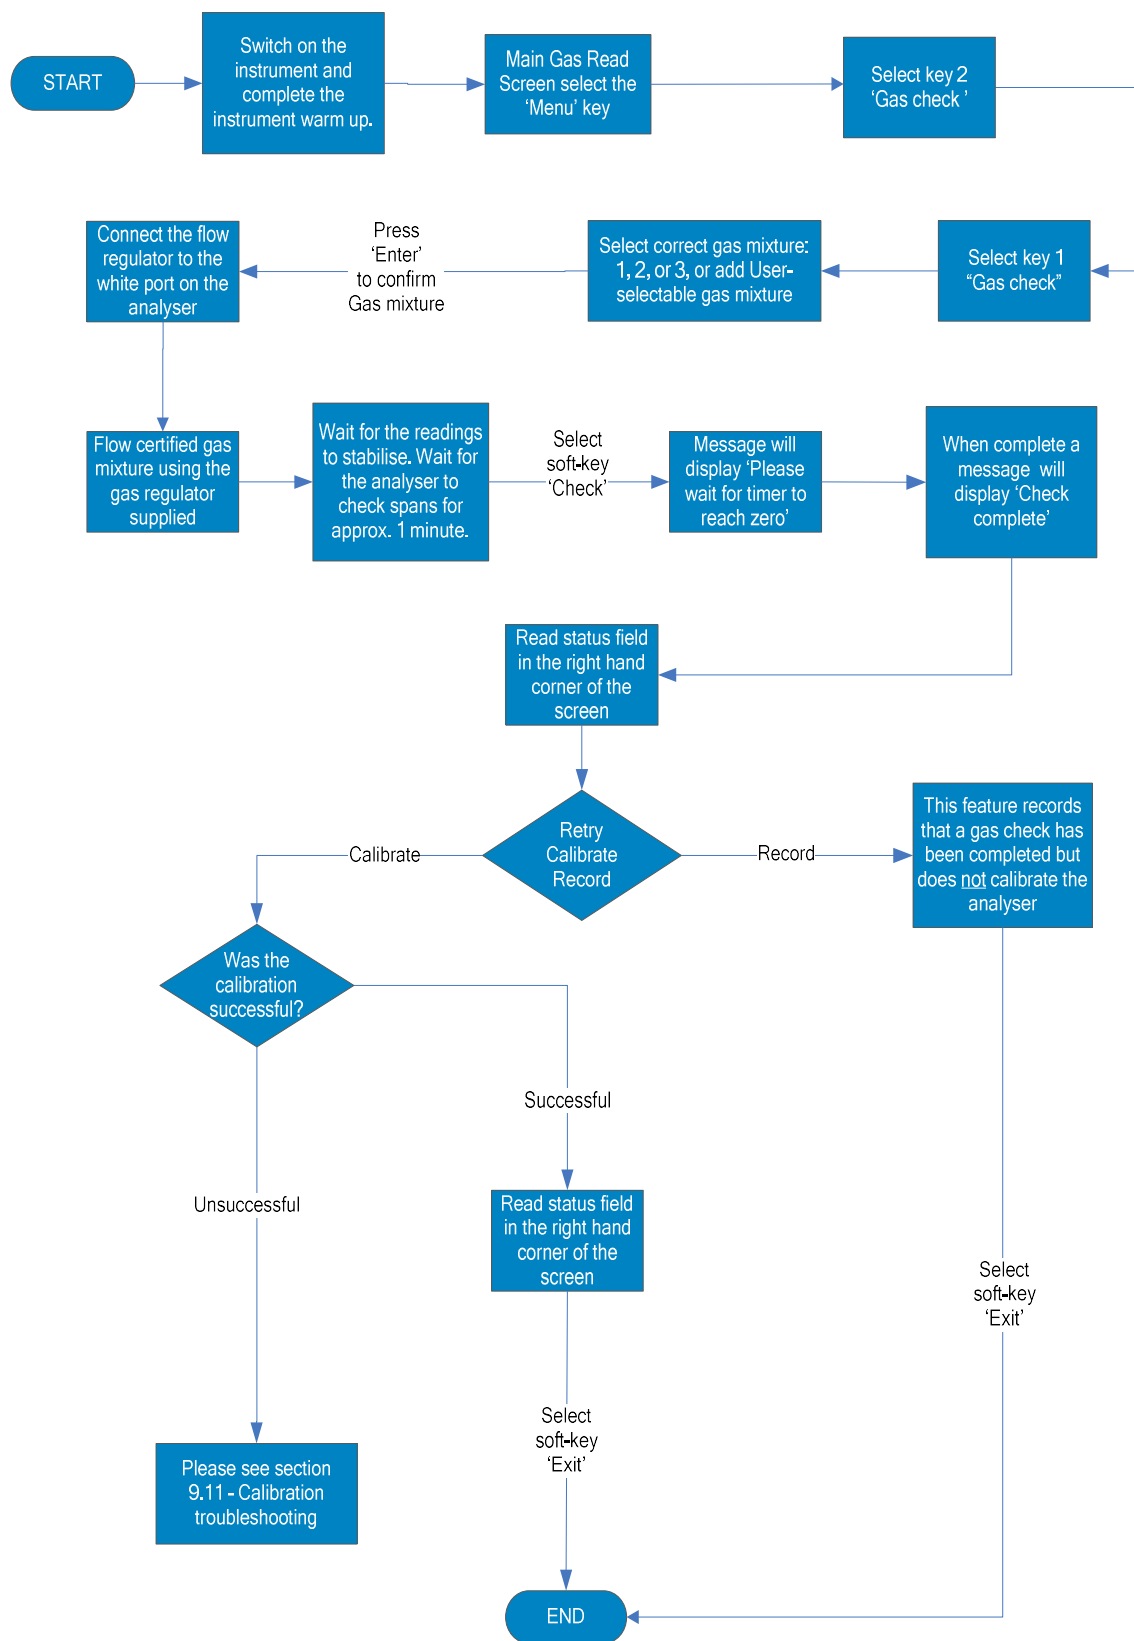 START
Switch on the
instrument and
complete the
instrument warm up.
Main Gas Read
Screen select the
‘Menu’ key
Select key 2
‘Gas check ’
Connect the flow
regulator to the
white port on the
analyser
Press
‘Enter’
to confirm
Gas mixture
Select correct gas mixture:
1, 2, or 3, or add User-
selectable gas mixture
Select key 1
“Gas check”
Flow certified gas
mixture using the
gas regulator
supplied
Wait for the readings
to stabilise. Wait for
the analyser to
check spans for
approx. 1 minute.
Select
soft-key
‘Check’
Message will
display ‘Please
wait for timer to
reach zero’
When complete a
message will
display ‘Check
complete’
Read status field
in the right hand
corner of the
screen
Retry
Calibrate
Record
Calibrate
Record
This feature records
that a gas check has
been completed but
does not calibrate the
analyser
Was the
calibration
successful?
Successful
Unsuccessful
Read status field
in the right hand
corner of the
screen
Select
soft-key
‘Exit’
Select
soft-key
‘Exit’
Please see section
9.11 - Calibration
troubleshooting
END